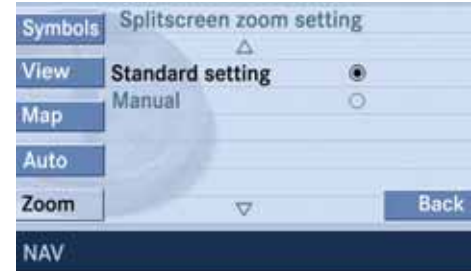 Splitscreen zoom setting
Symbols
View
Map
Auto
Zoom
Standard setting
Manual
Back
NAV